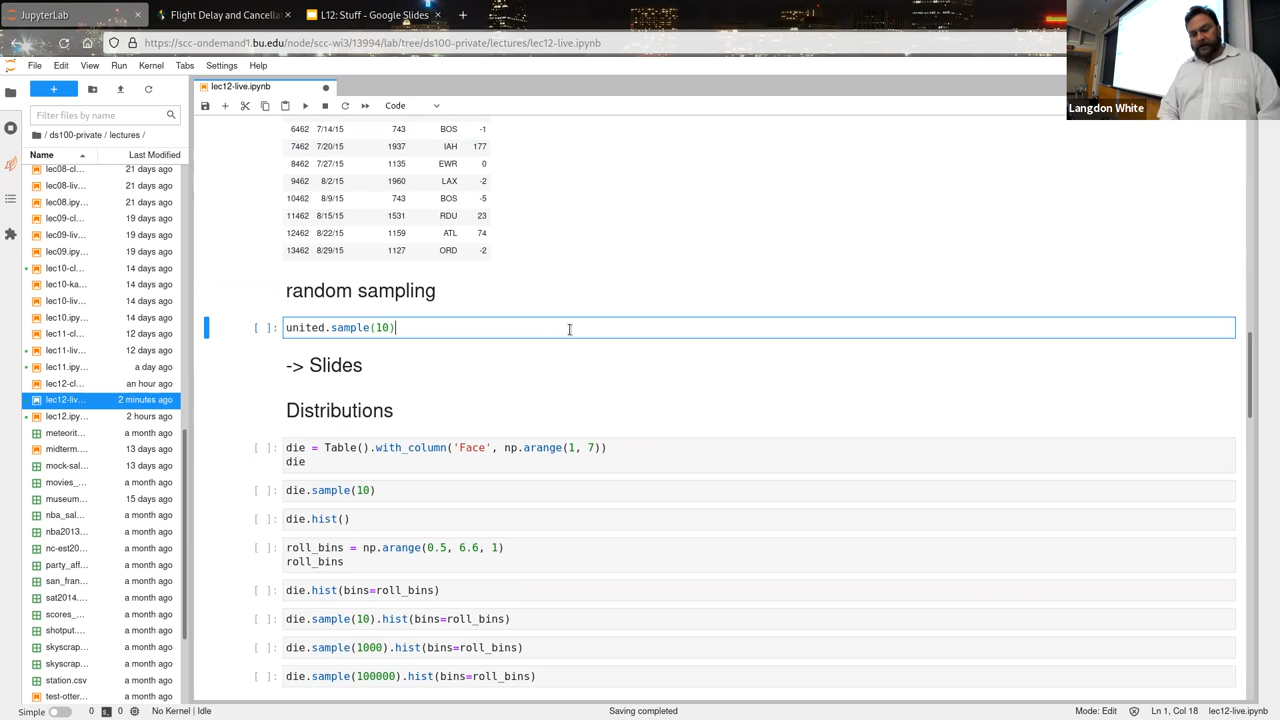 JupyterLab
Flight Delay and Cancella
L12: Stuff - Google Slides
https://scc-ondemand1.bu.edu/node/scc-wi3/13994/lab/tree/ds100-private/lectures/lec12-live.ipynb
Langdon White
File Edit View Run Kernel Tabs Settings Help
lec12-live.ipynb
Code
Filter files by name
/ ds100-private / lectures /
Name Last Modified
lec08-cl... 21 days ago
lec08-liv... 21 days ago
lec08.ipy... 21 days ago
lec09-cl... 19 days ago
lec09-liv... 19 days ago
lec09.ipy... 19 days ago
lec10-cl... 14 days ago
lec10-ka... 14 days ago
lec10-liv... 14 days ago
lec10.ipy... 14 days ago
lec11-cl... 12 days ago
lec11-liv... 12 days ago
lec11.ipy... a day ago
lec12-cl... an hour ago
lec12-liv... 2 minutes ago
lec12.ipy... 2 hours ago
meteorit... a month ago
midterm.... 13 days ago
mock-sal... 13 days ago
movies_... a month ago
museum... 15 days ago
nba_sal... a month ago
nba2013... a month ago
nc-est20... a month ago
party_aff... a month ago
san_fran... a month ago
sat2014.... a month ago
scores_... a month ago
shotput.... a month ago
skyscrap... a month ago
skyscrap... a month ago
station.csv a month ago
test-otter... a month ago
6462 7/14/15 743 BOS -1
7462 7/20/15 1937 IAH 177
8462 7/27/15 1135 EWR 0
9462 8/2/15 1960 LAX -2
10462 8/9/15 743 BOS -5
11462 8/15/15 1531 RDU 23
12462 8/22/15 1159 ATL 74
13462 8/29/15 1127 ORD -2
random sampling
[ ]: united.sample(10)
-> Slides
Distributions
[ ]: die = Table().with_column('Face', np.arange(1, 7))
die
[ ]: die.sample(10)
[ ]: die.hist()
[ ]: roll_bins = np.arange(0.5, 6.6, 1)
roll_bins
[ ]: die.hist(bins=roll_bins)
[ ]: die.sample(10).hist(bins=roll_bins)
[ ]: die.sample(1000).hist(bins=roll_bins)
[ ]: die.sample(100000).hist(bins=roll_bins)
Simple 0 0 No Kernel | Idle Saving completed Mode: Edit Ln 1, Col 18 lec12-live.ipynb